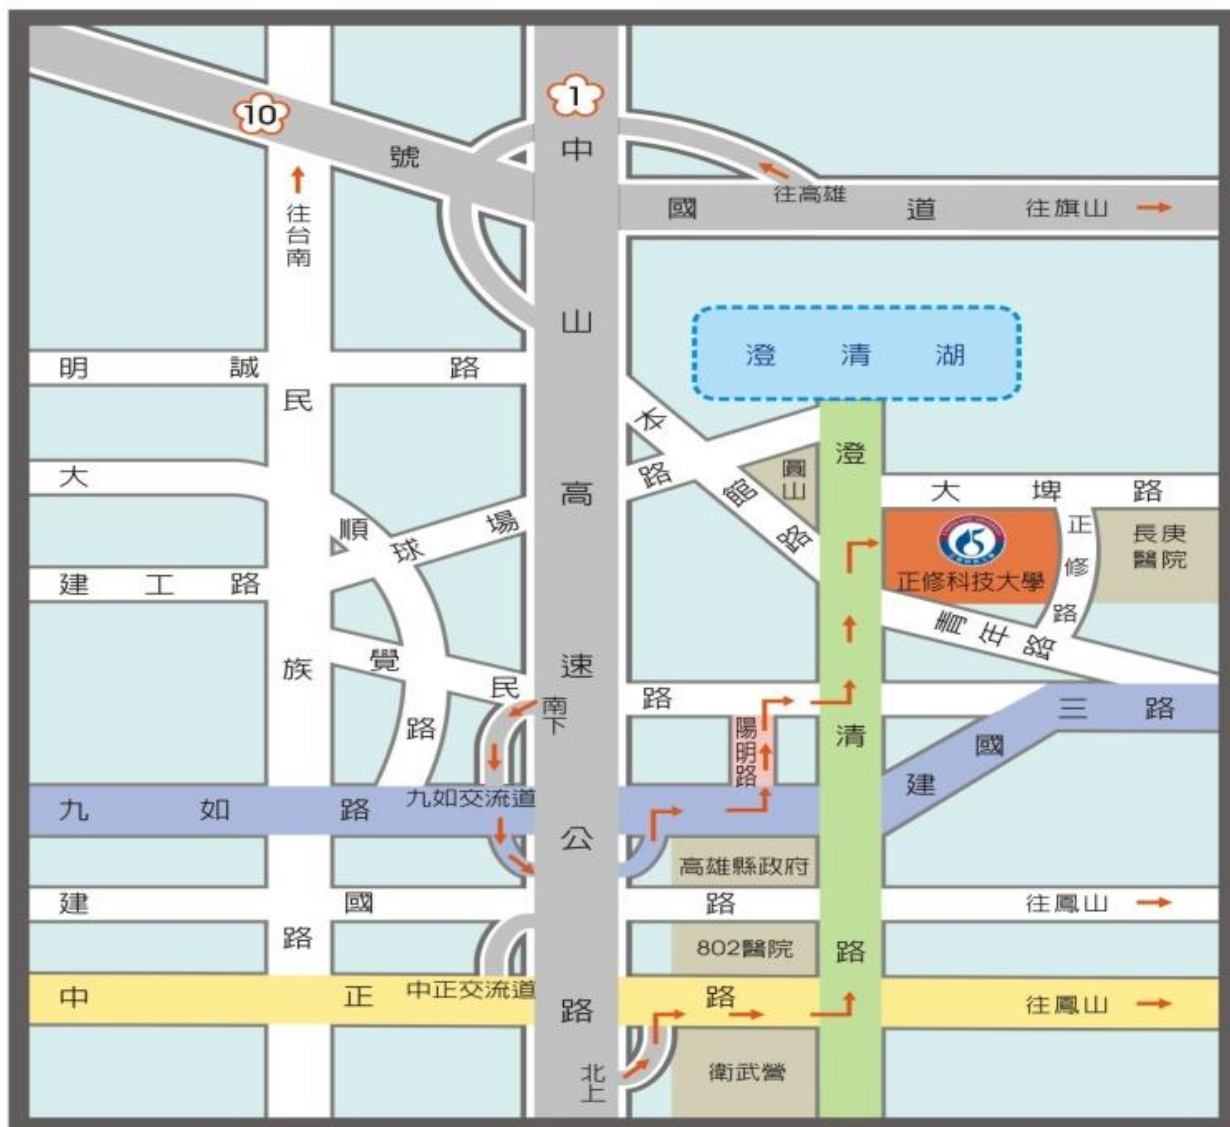 10
號
1
中山高速公路
國道
往高雄
往旗山
往台南
澄清湖
明誠路
民族路
本館路
球場路
圓山
大埤路
大順路
正修科技大學
正修路
長庚
醫院
建工路
青年路
覺民路
南下
陽明路
澄清路
建國三路
九如路
九如交流道
高雄縣政府
建國路
往鳳山
802醫院
中正路
中正交流道
往鳳山
北上
衛武營